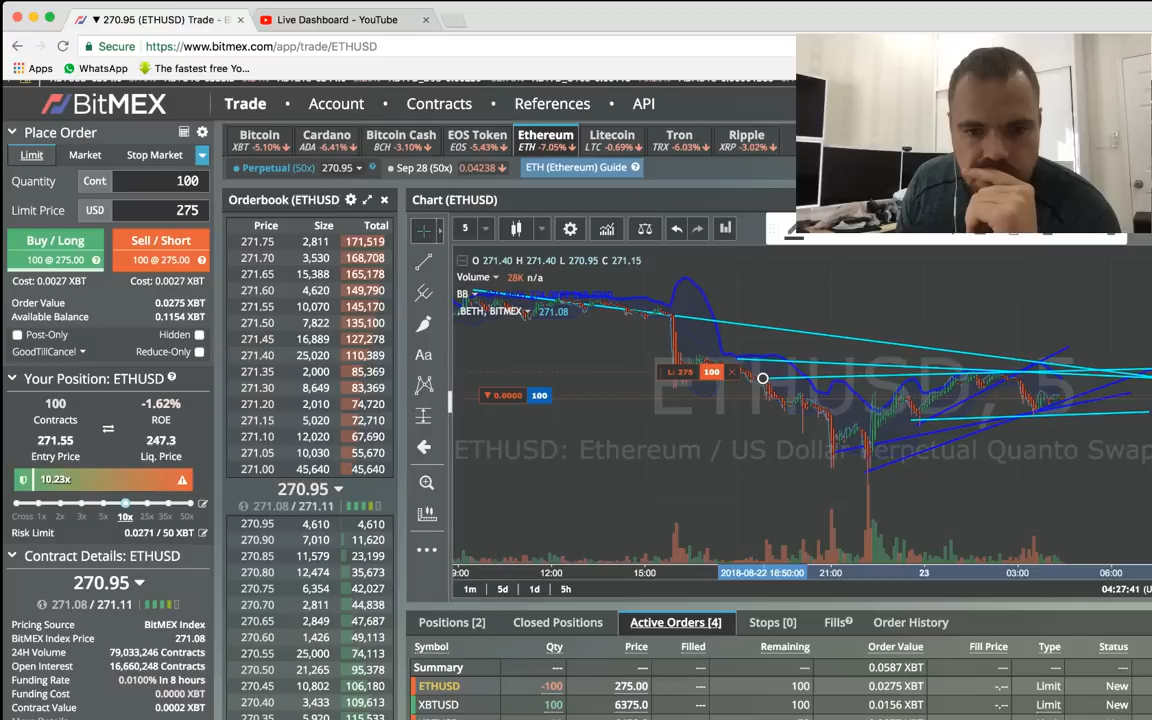 ▼ 270.95 (ETHUSD) Trade - B
Live Dashboard - YouTube
Secure
https://www.bitmex.com/app/trade/ETHUSD
Apps
WhatsApp
The fastest free Yo...
BitMEX
Trade • Account • Contracts • References • API
Place Order
Limit Market Stop Market
Quantity Cont 100
Limit Price USD 275
Buy / Long
100 @ 275.00
Sell / Short
100 @ 275.00
Cost: 0.0027 XBT Cost: 0.0027 XBT
Order Value 0.0275 XBT
Available Balance 0.1154 XBT
Post-Only Hidden
GoodTillCancel Reduce-Only
Your Position: ETHUSD
100 -1.62%
Contracts ROE
271.55 247.3
Entry Price Liq. Price
10.23x
Cross 1x 2x 3x 5x 10x 25x 35x 50x
Risk Limit 0.0271 / 50 XBT
Contract Details: ETHUSD
270.95
271.08 / 271.11
Pricing Source BitMEX Index
BitMEX Index Price 271.08
24H Volume 79,033,246 Contracts
Open Interest 16,660,248 Contracts
Funding Rate 0.0100% In 8 hours
Funding Cost 0.0000 XBT
Contract Value 0.0002 XBT
Bitcoin
XBT -5.10%
Cardano
ADA -6.41%
Bitcoin Cash
BCH -3.10%
EOS Token
EOS -5.43%
Ethereum
ETH -7.05%
Litecoin
LTC -0.69%
Tron
TRX -6.03%
Ripple
XRP -3.02%
Perpetual (50x) 270.95
Sep 28 (50x) 0.04238
ETH (Ethereum) Guide
Orderbook (ETHUSD
Price Size Total
271.75 2,811 171,519
271.70 3,530 168,708
271.65 15,388 165,178
271.60 4,620 149,790
271.55 10,070 145,170
271.50 7,822 135,100
271.45 16,889 127,278
271.40 25,020 110,389
271.35 2,000 85,369
271.30 8,649 83,369
271.20 2,010 74,720
271.15 5,020 72,710
271.10 12,020 67,690
271.05 10,030 55,670
271.00 45,640 45,640
270.95
271.08 / 271.11
270.95 4,610 4,610
270.90 7,010 11,620
270.85 11,579 23,199
270.80 12,474 35,673
270.75 6,354 42,027
270.70 2,811 44,838
270.65 2,849 47,687
270.60 1,426 49,113
270.55 25,000 74,113
270.50 21,265 95,378
270.45 10,802 106,180
270.40 3,433 109,613
Chart (ETHUSD)
5
O 271.40 H 271.40 L 270.95 C 271.15
Volume 28K n/a
BB
.BETH, BITMEX 271.08
L: 275 100
0.0000 100
ETHUSD, 5
ETHUSD: Ethereum / US Dollar Perpetual Quanto Swap
Aa
9:00 12:00 15:00 2018-08-22 18:50:00 21:00 23 03:00 06:00
1m 5d 1d 5h
04:27:41
Positions [2] Closed Positions Active Orders [4] Stops [0] Fills Order History
Symbol Qty Price Filled Remaining Order Value Fill Price Type Status
Summary --- --- --- --- 0.0587 XBT --- --- ---
ETHUSD -100 275.00 --- 100 0.0275 XBT -.-- Limit New
XBTUSD 100 6375.0 --- 100 0.0156 XBT -.-- Limit New